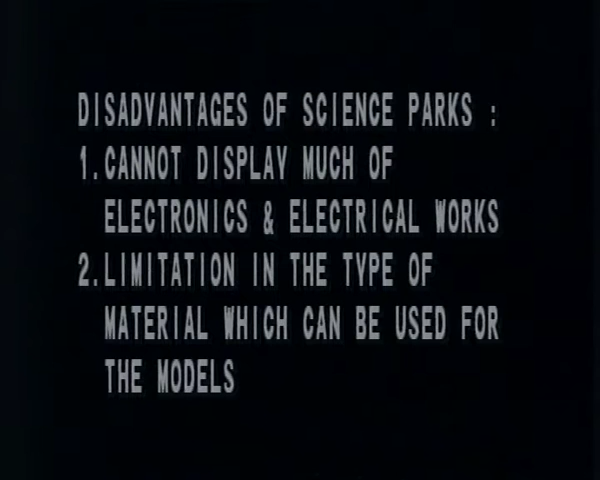 DISADVANTAGES OF SCIENCE PARKS :
1.CANNOT DISPLAY MUCH OF
ELECTRONICS & ELECTRICAL WORKS
2.LIMITATION IN THE TYPE OF
MATERIAL WHICH CAN BE USED FOR
THE MODELS